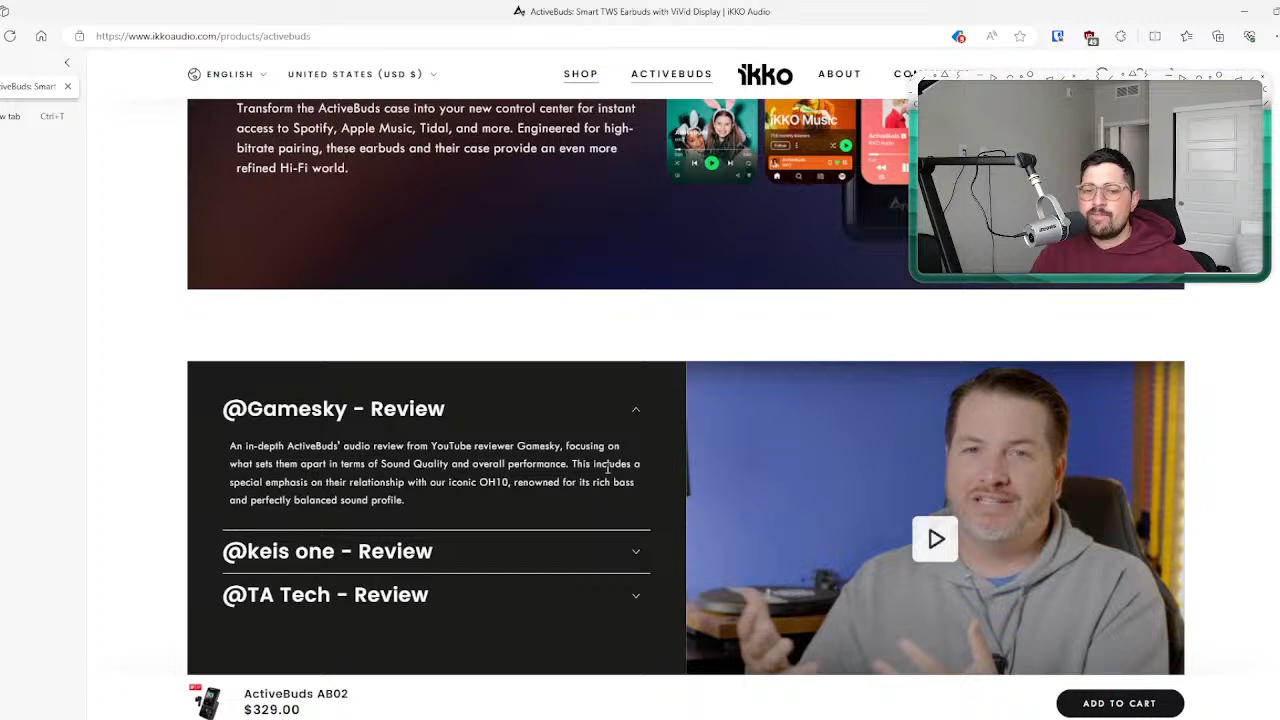 ActiveBuds: Smart TWS Earbuds with ViVid Display | iKKO Audio
https://www.ikkoaudio.com/products/activebuds
49
ENGLISH
UNITED STATES (USD $)
SHOP
ACTIVEBUDS
ikko
ABOUT
iveBuds: Smart
w tab Ctrl+T
Transform the ActiveBuds case into your new control center for instant
access to Spotify, Apple Music, Tidal, and more. Engineered for high-
bitrate pairing, these earbuds and their case provide an even more
refined Hi-Fi world.
iKKO Music
@Gamesky - Review
An in-depth ActiveBuds' audio review from YouTube reviewer Gamesky, focusing on
what sets them apart in terms of Sound Quality and overall performance. This includes a
special emphasis on their relationship with our iconic OH10, renowned for its rich bass
and perfectly balanced sound profile.
@keis one - Review
@TA Tech - Review
ActiveBuds AB02
$329.00
ADD TO CART